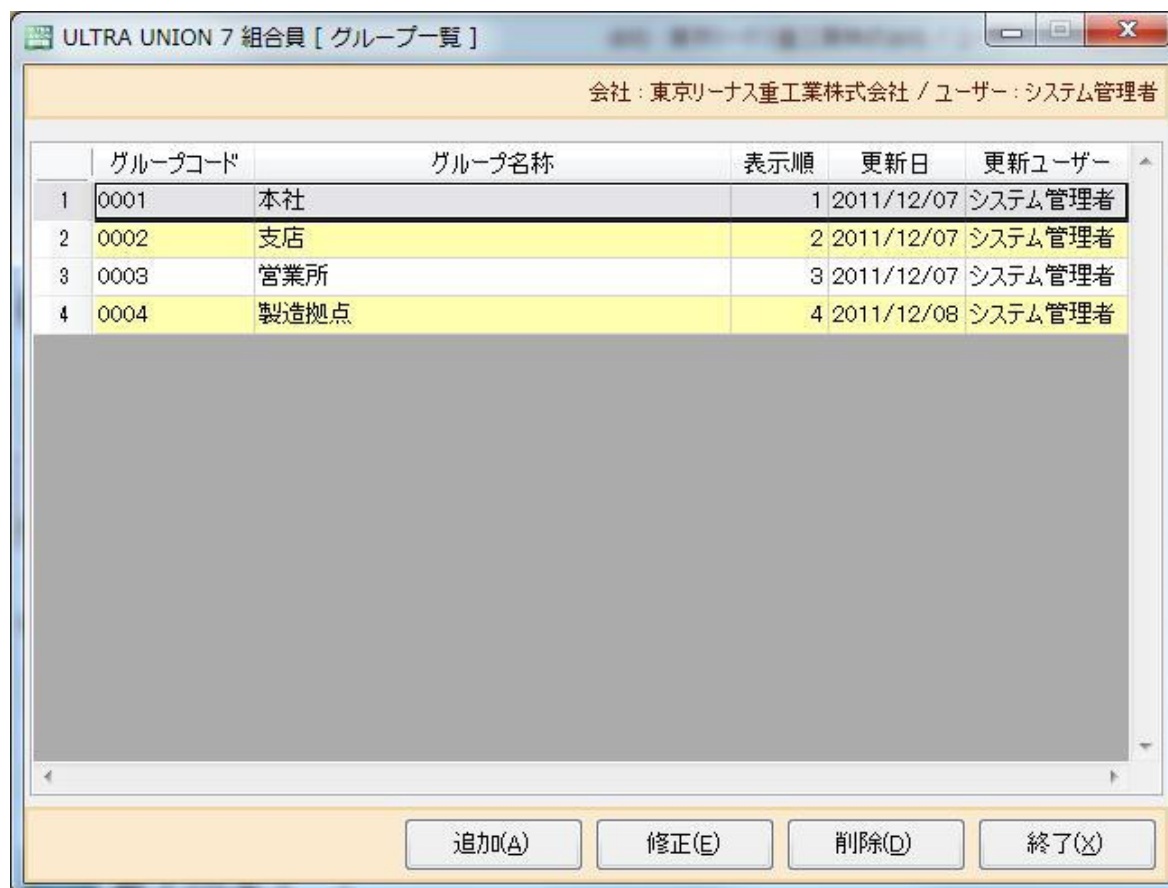 ULTRA UNION 7 組合員 [ グループ一覧 ]
会社 : 東京リーナス重工業株式会社 / ユーザー : システム管理者
グループコード グループ名称 表示順 更新日 更新ユーザー
1 0001 本社 1 2011/12/07 システム管理者
2 0002 支店 2 2011/12/07 システム管理者
3 0003 営業所 3 2011/12/07 システム管理者
4 0004 製造拠点 4 2011/12/08 システム管理者
追加(A) 修正(E) 削除(D) 終了(X)